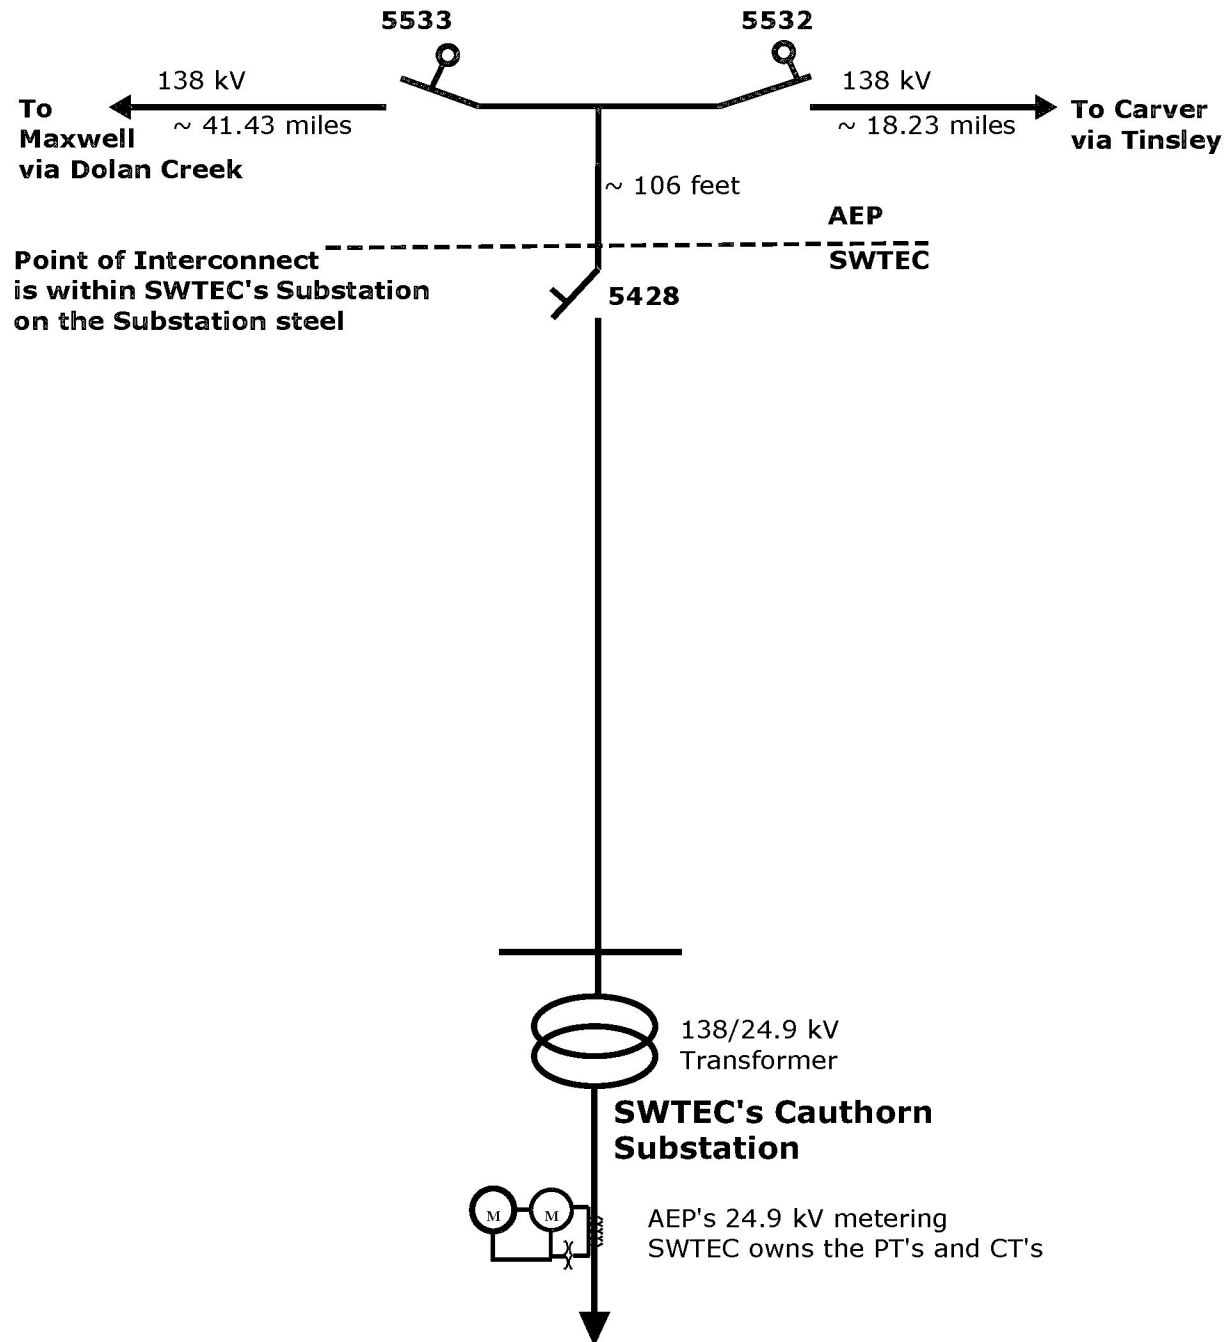 5533
5532
138 kV
138 kV
To
Maxwell
via Dolan Creek
~ 41.43 miles
~ 18.23 miles
To Carver
via Tinsley
~ 106 feet
AEP
SWTEC
Point of Interconnect
is within SWTEC's Substation
on the Substation steel
5428
138/24.9 kV
Transformer
SWTEC's Cauthorn
Substation
M
M
AEP's 24.9 kV metering
SWTEC owns the PT's and CT's